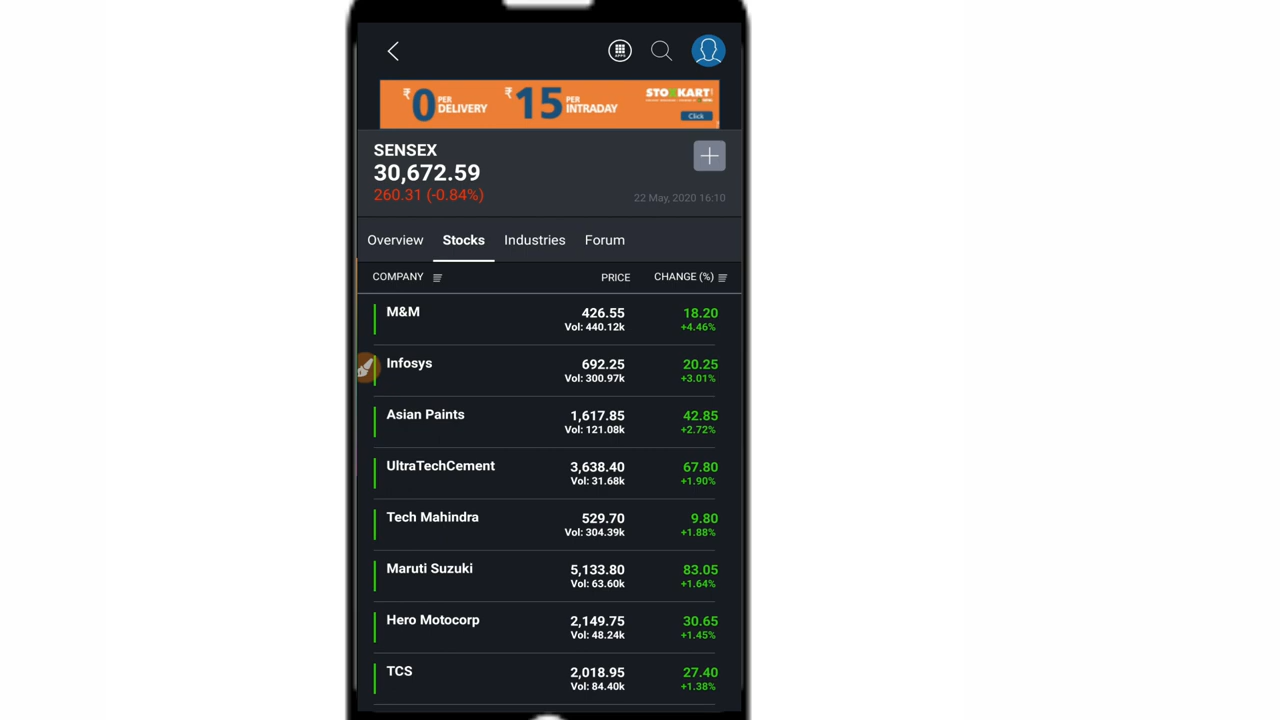 ₹0 PER DELIVERY ₹15 PER INTRADAY
Click
SENSEX
30,672.59
260.31 (-0.84%)
22 May, 2020 16:10
Overview Stocks Industries Forum
COMPANY PRICE CHANGE (%)
M&M 426.55 18.20
Vol: 440.12k +4.46%
Infosys 692.25 20.25
Vol: 300.97k +3.01%
Asian Paints 1,617.85 42.85
Vol: 121.08k +2.72%
UltraTechCement 3,638.40 67.80
Vol: 31.68k +1.90%
Tech Mahindra 529.70 9.80
Vol: 304.39k +1.88%
Maruti Suzuki 5,133.80 83.05
Vol: 63.60k +1.64%
Hero Motocorp 2,149.75 30.65
Vol: 48.24k +1.45%
TCS 2,018.95 27.40
Vol: 84.40k +1.38%